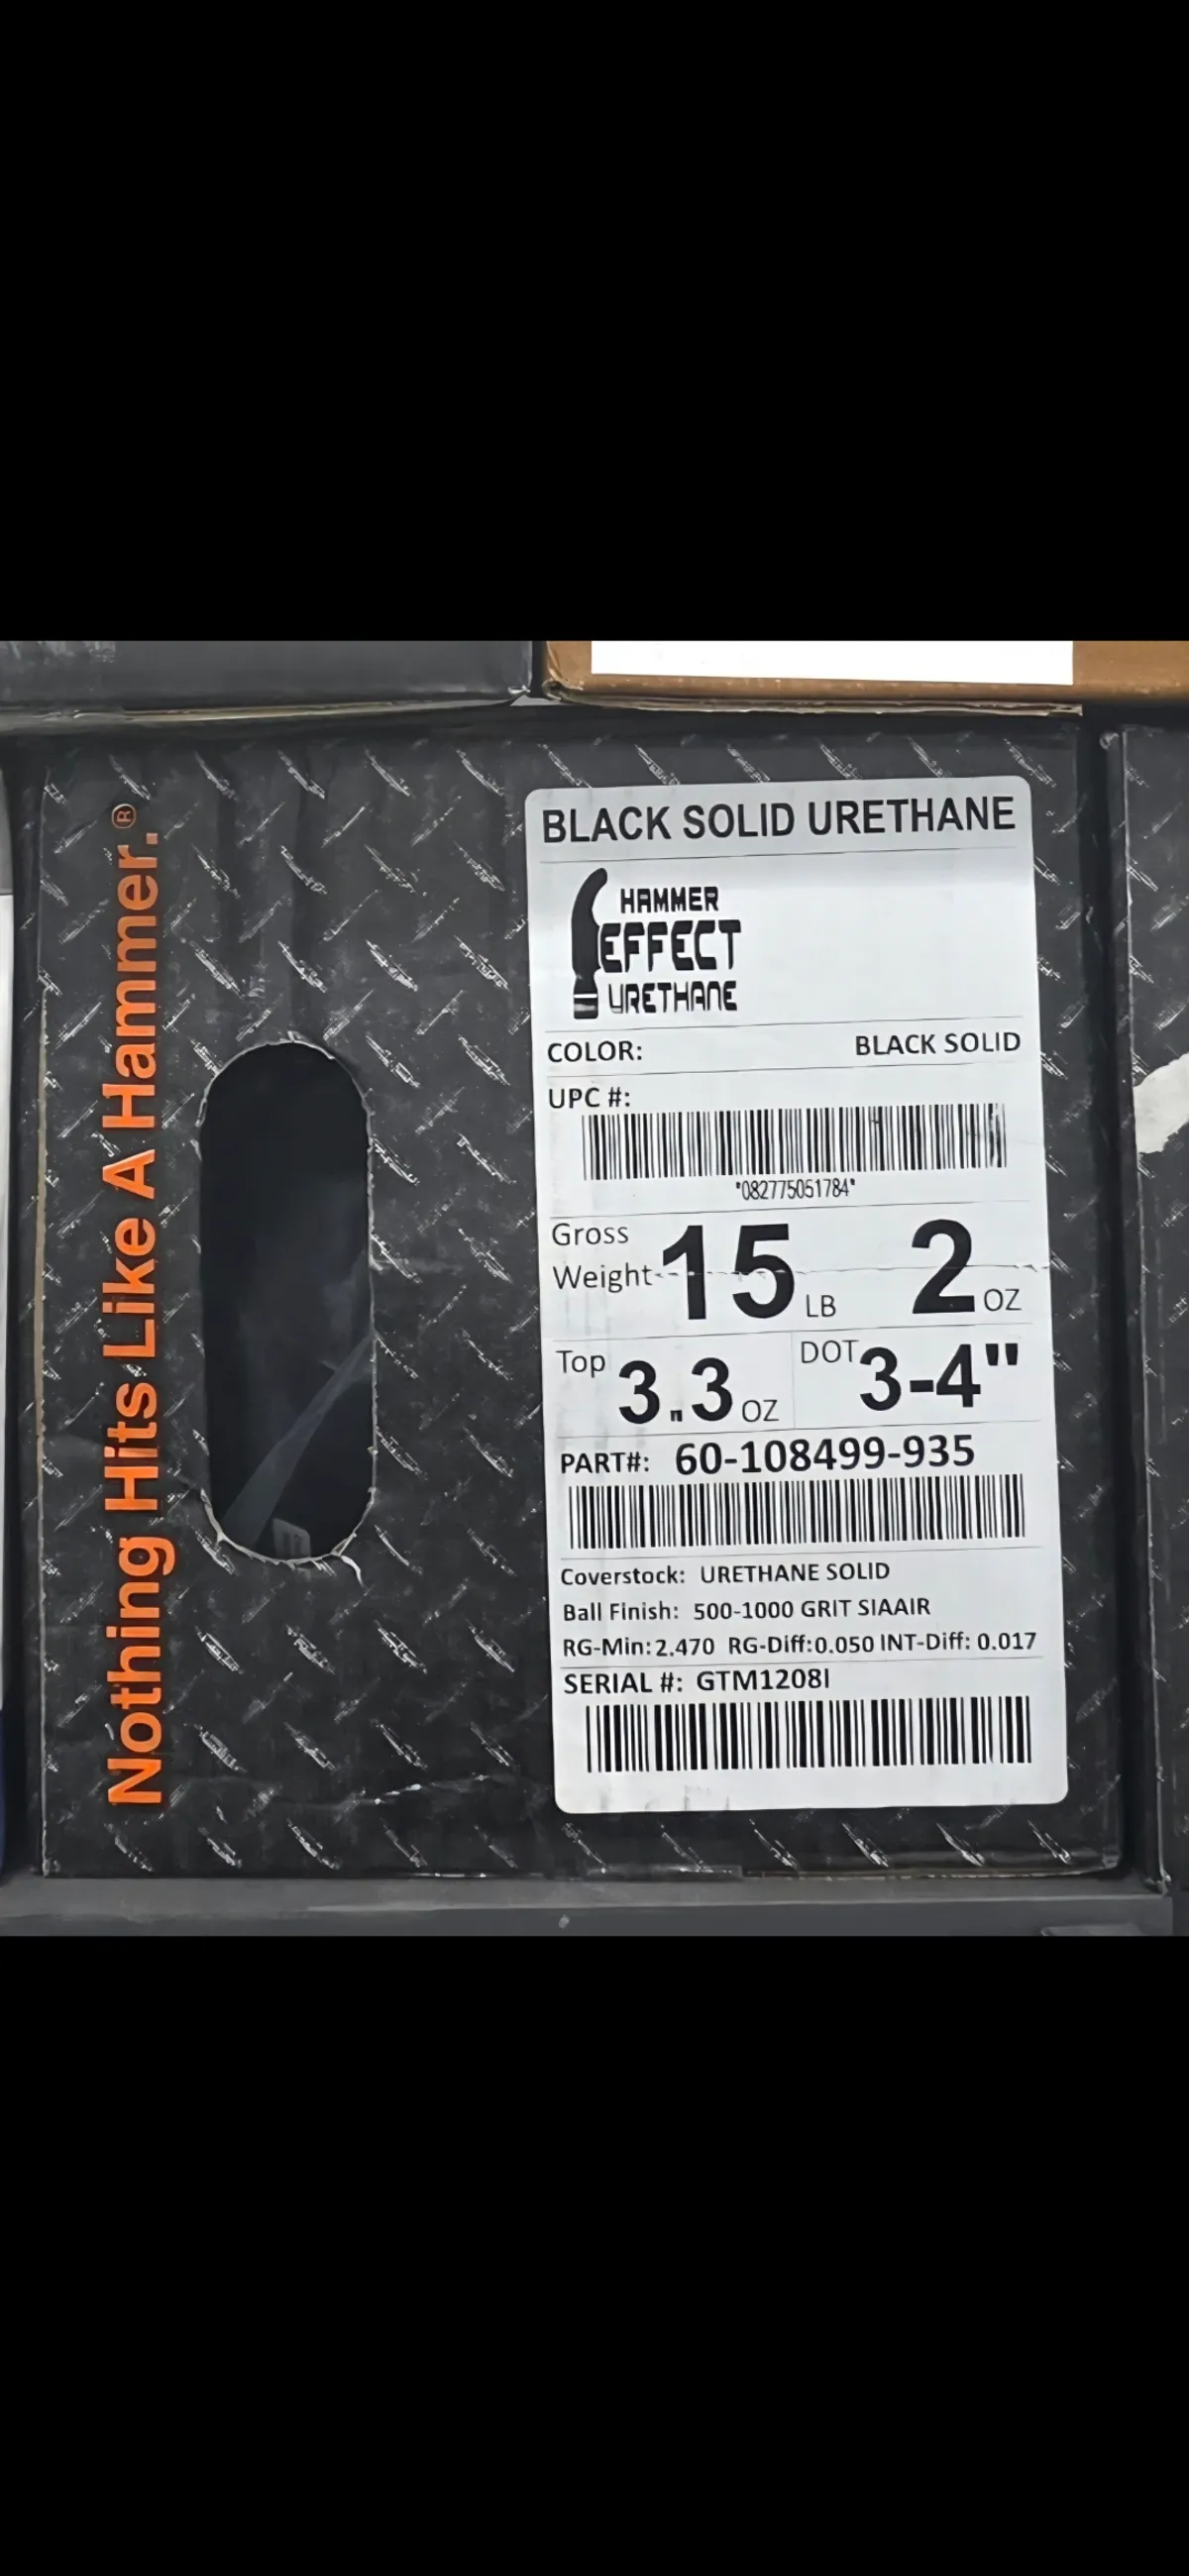 Nothing Hits Like A Hammer.®
BLACK SOLID URETHANE
HAMMER
EFFECT
URETHANE
COLOR: BLACK SOLID
UPC #:
*082775051784*
Gross Weight 15 LB 2 OZ
Top 3.3 OZ DOT 3-4"
PART#: 60-108499-935
Coverstock: URETHANE SOLID
Ball Finish: 500-1000 GRIT SIAAIR
RG-Min: 2.470 RG-Diff:0.050 INT-Diff: 0.017
SERIAL #: GTM1208I